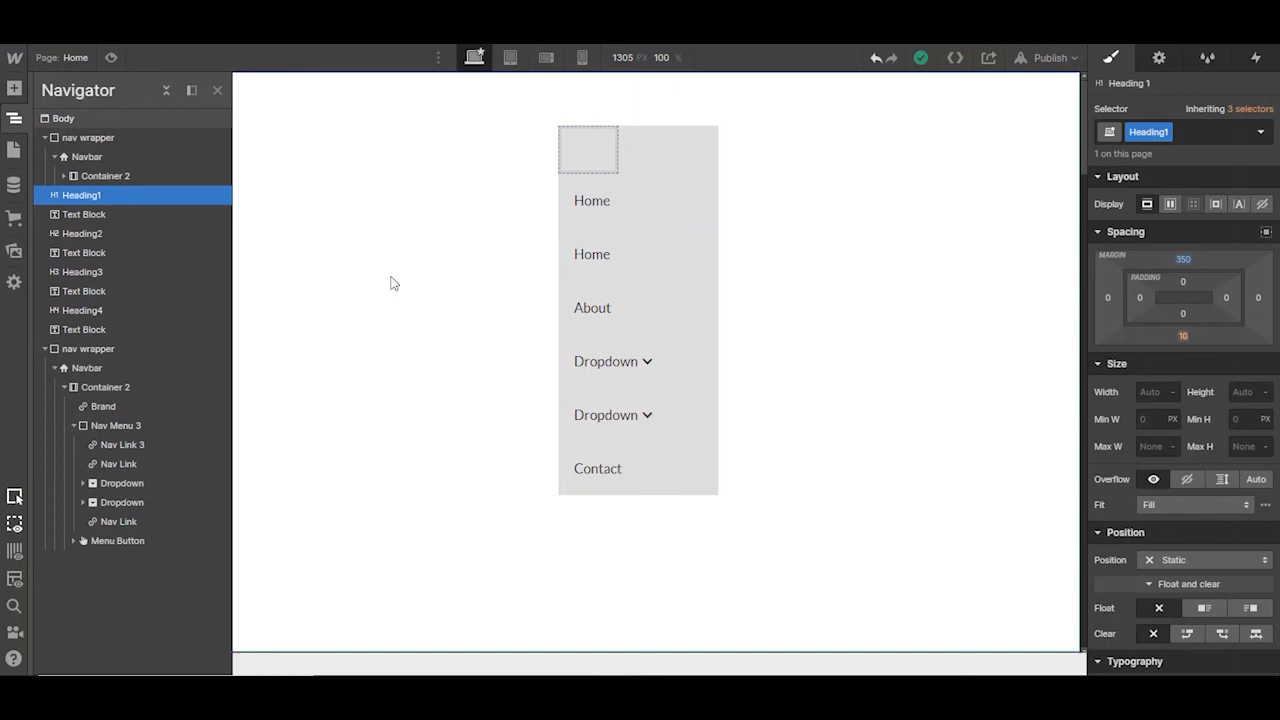 Page: Home
1305 PX 100 %
Publish
Navigator
Body
nav wrapper
Navbar
Container 2
H1 Heading1
Text Block
H2 Heading2
Text Block
H3 Heading3
Text Block
H4 Heading4
Text Block
nav wrapper
Navbar
Container 2
Brand
Nav Menu 3
Nav Link 3
Nav Link
Dropdown
Dropdown
Nav Link
Menu Button
Home
Home
About
Dropdown
Dropdown
Contact
H1 Heading 1
Selector Inheriting 3 selectors
Heading1
1 on this page
Layout
Display
Spacing
MARGIN
350
PADDING
0
0 0 0 0
0
10
Size
Width Auto - Height Auto -
Min W 0 PX Min H 0 PX
Max W None - Max H None -
Overflow Auto
Fit Fill
Position
Position Static
Float and clear
Float
Clear
Typography